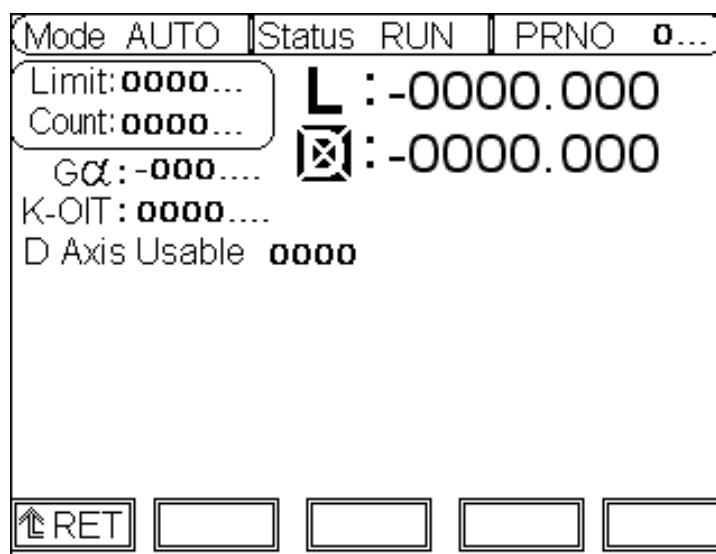 Mode AUTO Status RUN PRNO 0...
Limit: 0000...
Count: 0000...
L :-0000.000
D :-0000.000
Gα:-000....
K-OIT: 0000....
D Axis Usable 0000
RET